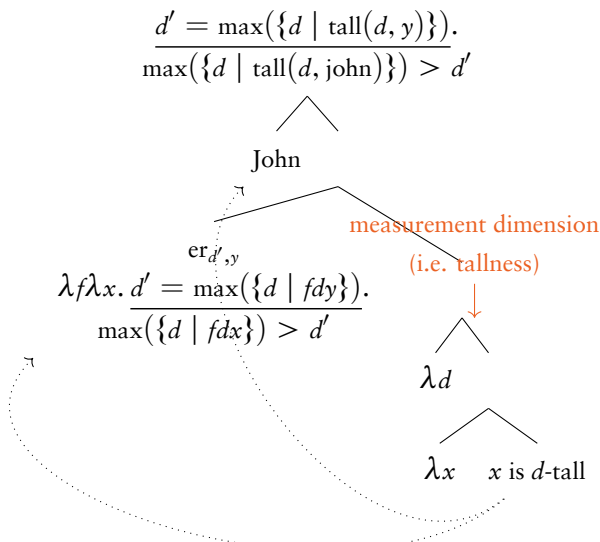 d′ = max({d | tall(d, y)}).
max({d | tall(d, john)}) > d′
John
measurement dimension
(i.e. tallness)
er_{d′,y}
λfλx. d′ = max({d | fdy}).
max({d | fdx}) > d′
λd
λx x is d-tall